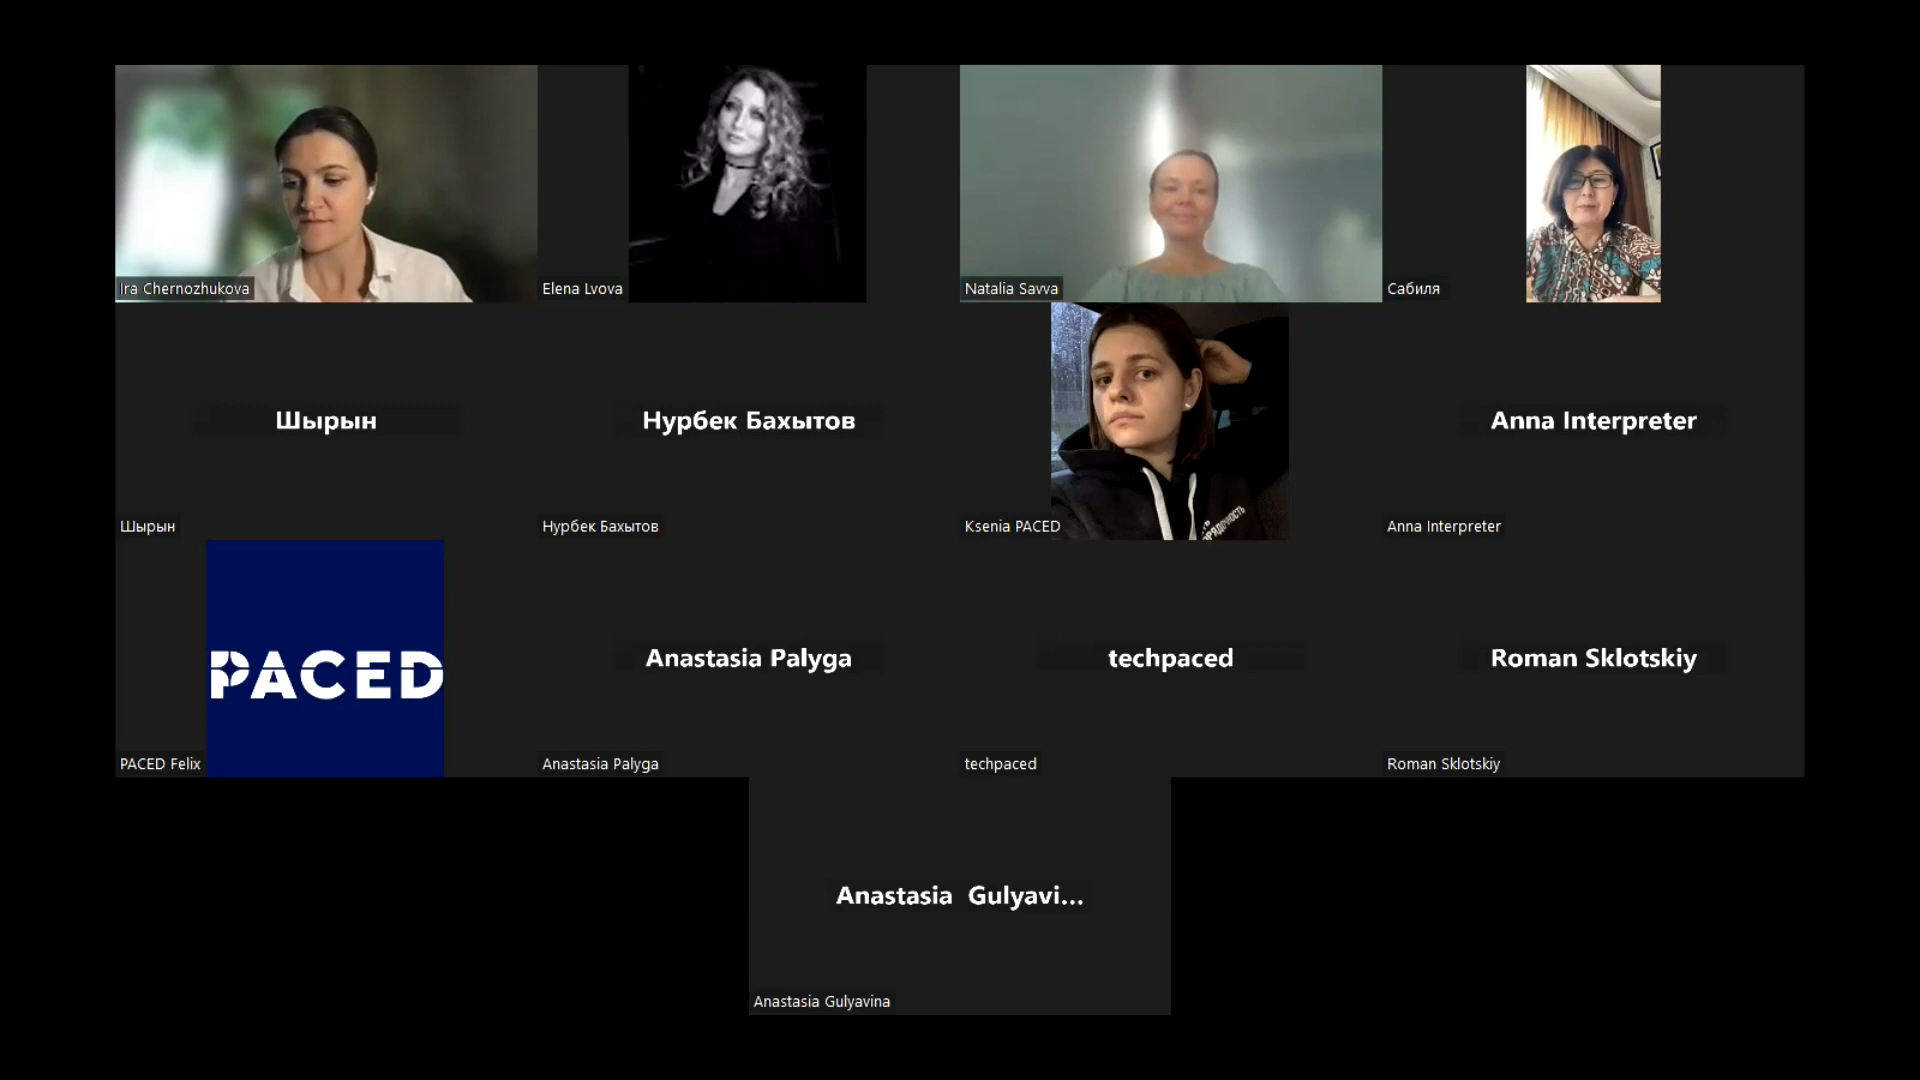 Ira Chernozhukova
Elena Lvova
Natalia Savva
Сабиля
Шырын
Нурбек Бахытов
Anna Interpreter
Шырын
Нурбек Бахытов
Ksenia PACED
Anna Interpreter
PACED
Anastasia Palyga
techpaced
Roman Sklotskiy
PACED Felix
Anastasia Palyga
techpaced
Roman Sklotskiy
Anastasia Gulyavi...
Anastasia Gulyavina